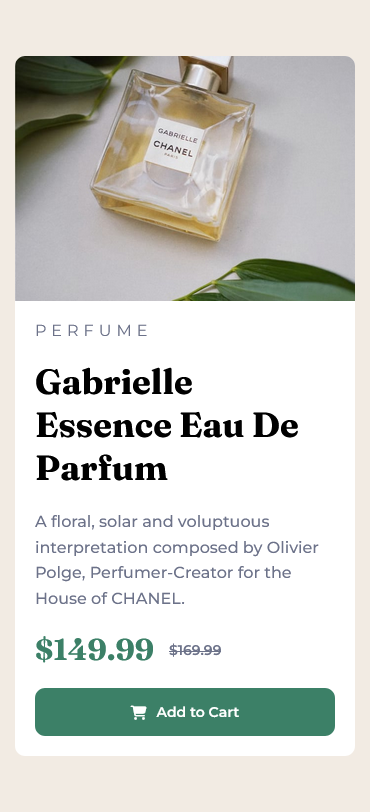 GABRIELLE
CHANEL
PARIS
PERFUME
Gabrielle
Essence Eau De
Parfum
A floral, solar and voluptuous
interpretation composed by Olivier
Polge, Perfumer-Creator for the
House of CHANEL.
$149.99 $169.99
Add to Cart